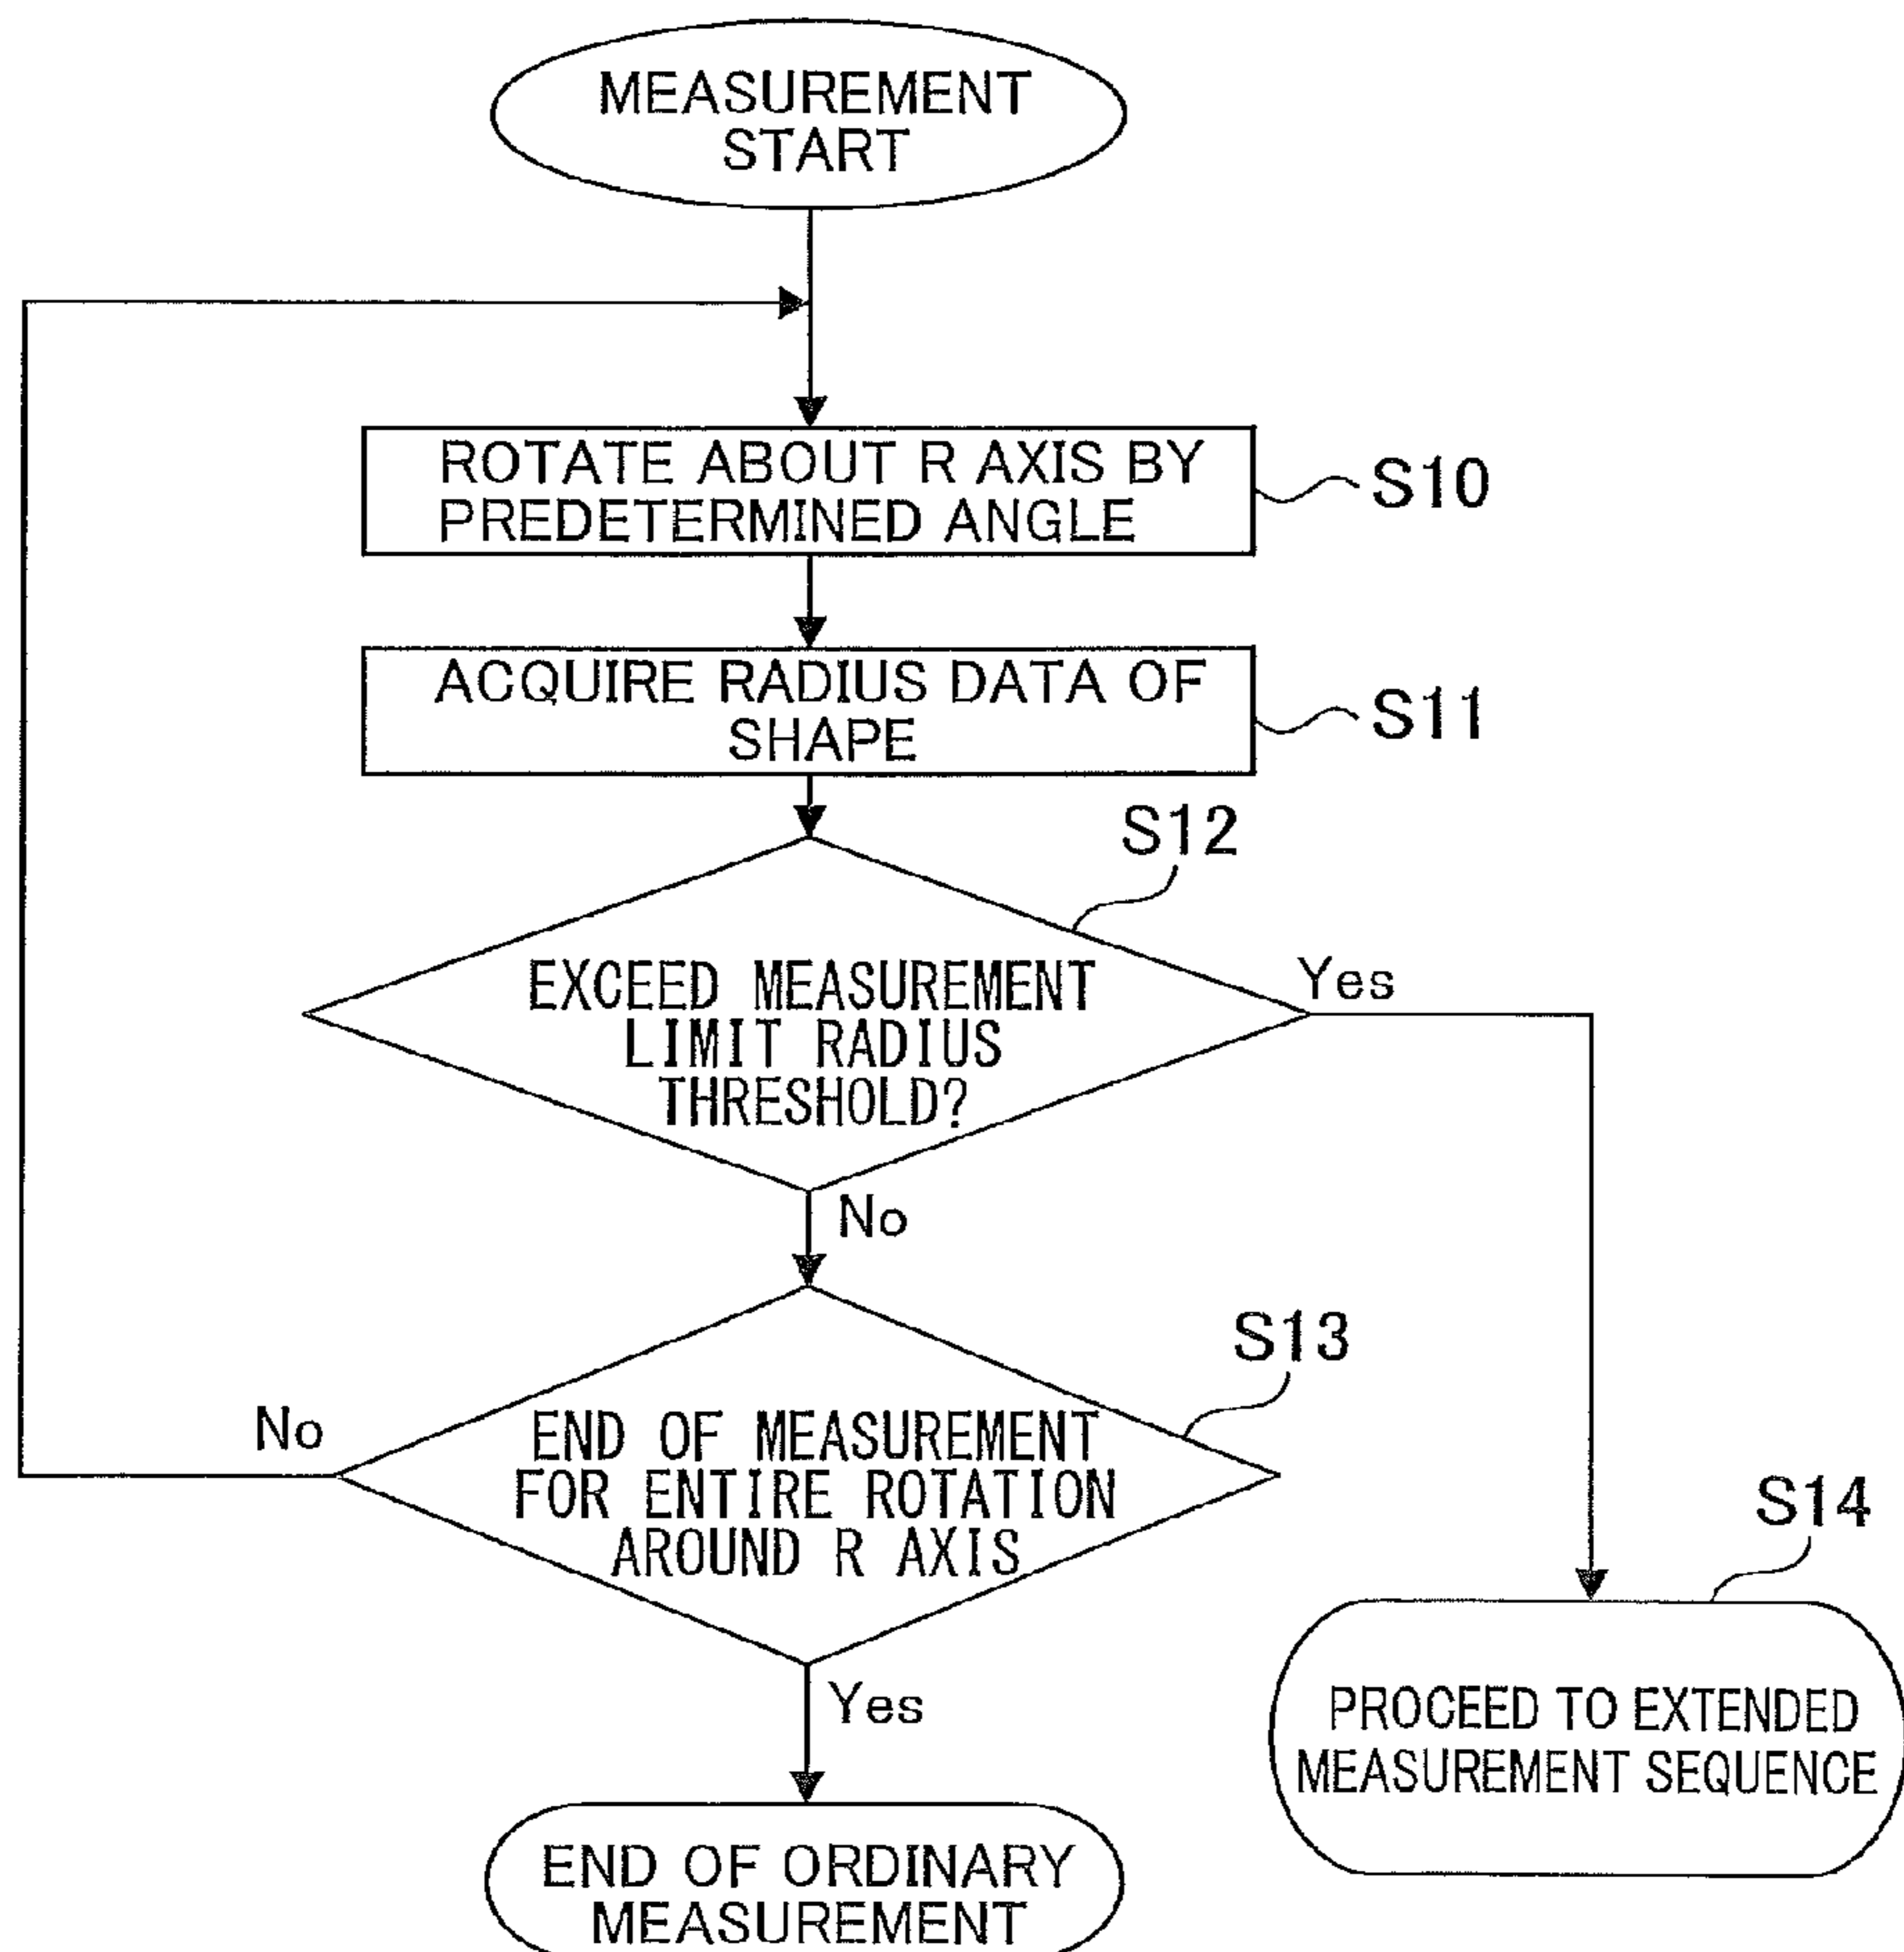 MEASUREMENT
START
ROTATE ABOUT R AXIS BY
PREDETERMINED ANGLE
S10
ACQUIRE RADIUS DATA OF
SHAPE
S11
S12
EXCEED MEASUREMENT
LIMIT RADIUS
THRESHOLD?
Yes
No
S13
END OF MEASUREMENT
FOR ENTIRE ROTATION
AROUND R AXIS
No
Yes
S14
PROCEED TO EXTENDED
MEASUREMENT SEQUENCE
END OF ORDINARY
MEASUREMENT